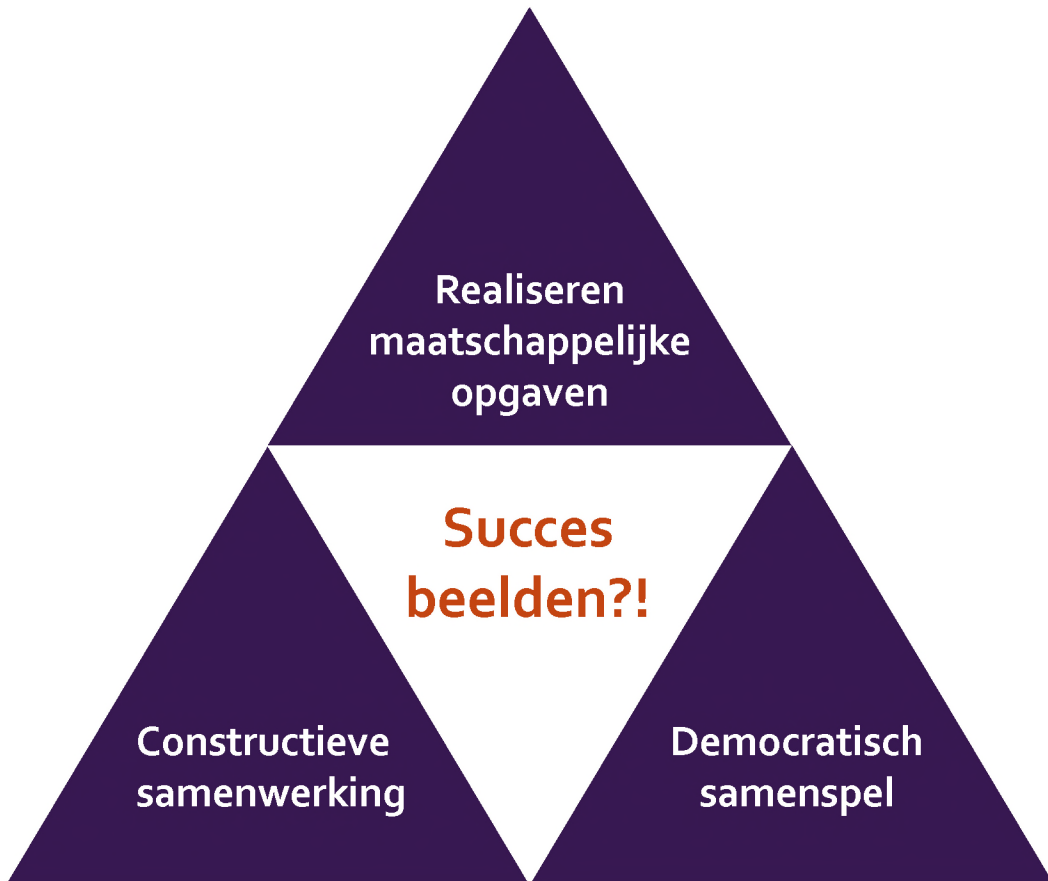 Realiseren
maatschappelijke
opgaven
Succes
beelden?!
Constructieve
samenwerking
Democratisch
samenspel